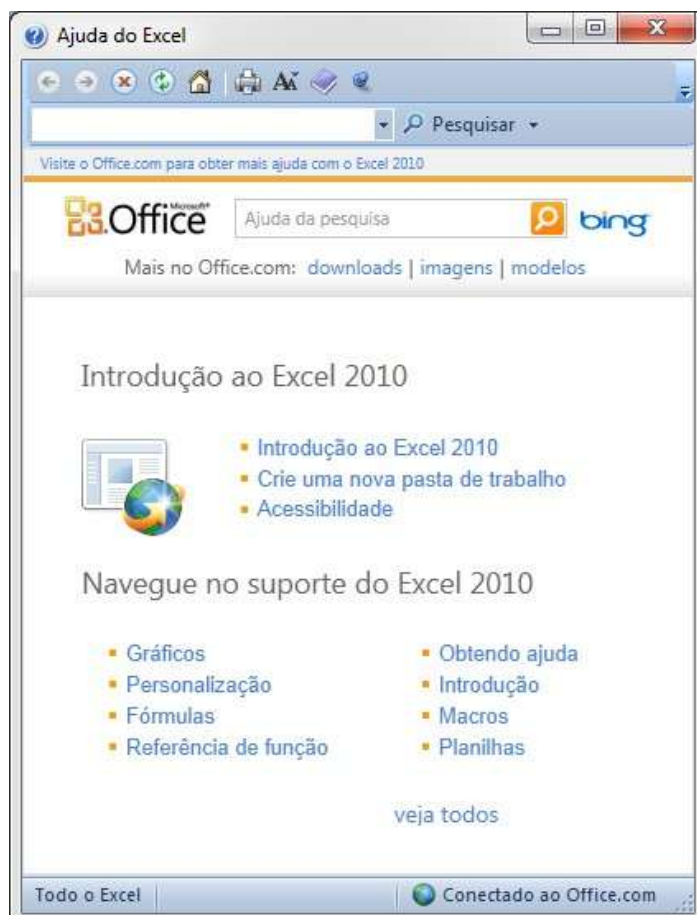 Ajuda do Excel
Pesquisar
Visite o Office.com para obter mais ajuda com o Excel 2010
Microsoft®
Office
Ajuda da pesquisa
bing
Mais no Office.com: downloads | imagens | modelos
Introdução ao Excel 2010
Introdução ao Excel 2010
Crie uma nova pasta de trabalho
Acessibilidade
Navegue no suporte do Excel 2010
Gráficos
Personalização
Fórmulas
Referência de função
Obtendo ajuda
Introdução
Macros
Planilhas
veja todos
Todo o Excel
Conectado ao Office.com